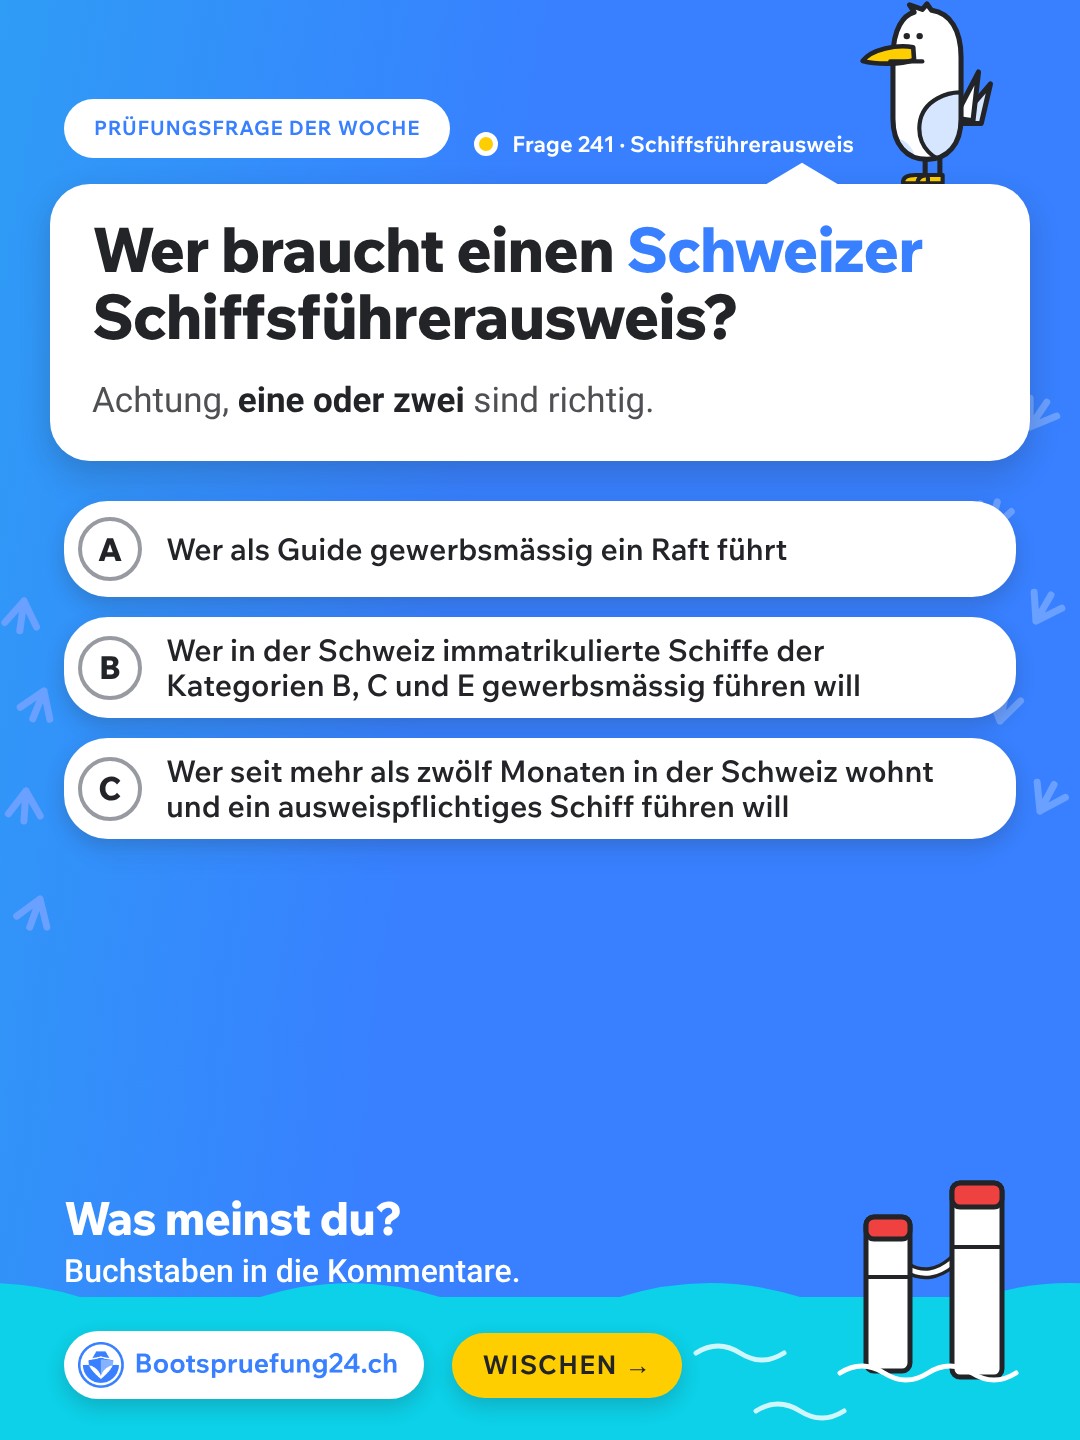 PRÜFUNGSFRAGE DER WOCHE
Frage 241 · Schiffsführerausweis
Wer braucht einen Schweizer
Schiffsführerausweis?
Achtung, eine oder zwei sind richtig.
A
Wer als Guide gewerbsmässig ein Raft führt
B
Wer in der Schweiz immatrikulierte Schiffe der
Kategorien B, C und E gewerbsmässig führen will
C
Wer seit mehr als zwölf Monaten in der Schweiz wohnt
und ein ausweispflichtiges Schiff führen will
Was meinst du?
Buchstaben in die Kommentare.
Bootspruefung24.ch
WISCHEN →